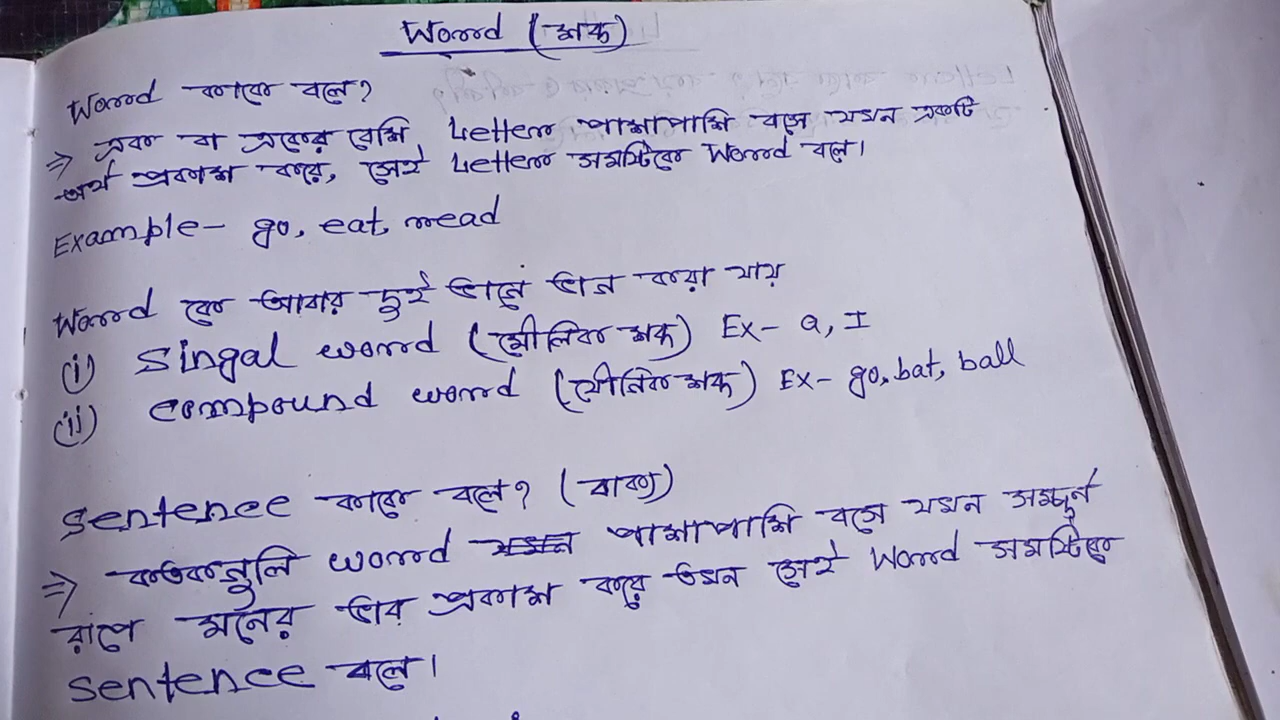 Word (শব্দ)
Word কাকে বলে?
⇒ এক বা একের বেশি Letter পাশাপাশি বসে যখন একটি
অর্থ প্রকাশ করে, সেই Letter সমষ্টিকে Word বলে।
Example- go, eat, read
Word কে আবার দুই ভাগে ভাগ করা যায়
(i) Singal word (মৌলিক শব্দ) Ex- a, I
(ii) compound word (যৌগিক শব্দ) Ex- go, bat, ball
Sentence কাকে বলে? (বাক্য)
⇒ কতকগুলি word যখন পাশাপাশি বসে যখন সম্পূর্ন
রূপে মনের ভাব প্রকাশ করে তখন সেই Word সমষ্টিকে
Sentence বলে।